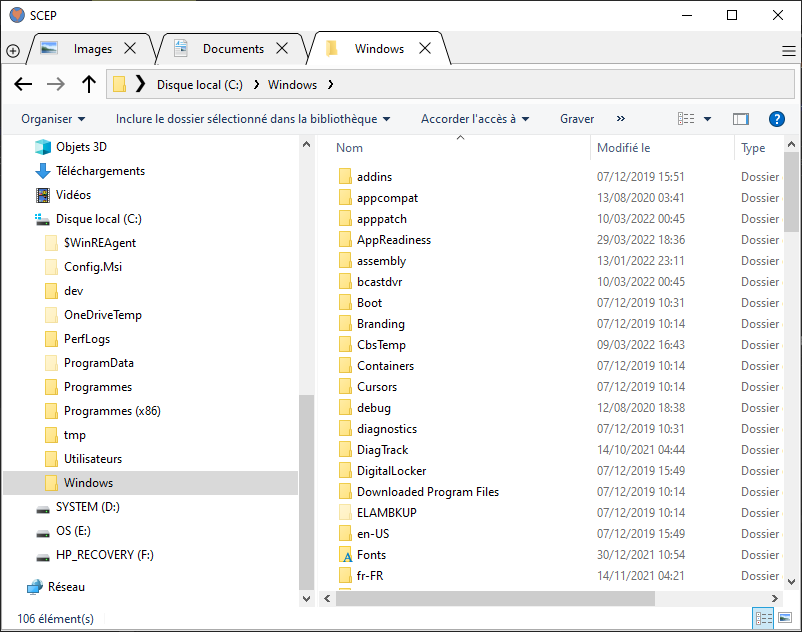 SCEP
Images Documents Windows
Disque local (C:) Windows
Organiser Inclure le dossier sélectionné dans la bibliothèque Accorder l'accès à Graver »
Objets 3D
Téléchargements
Vidéos
Disque local (C:)
$WinREAgent
Config.Msi
dev
OneDriveTemp
PerfLogs
ProgramData
Programmes
Programmes (x86)
tmp
Utilisateurs
Windows
SYSTEM (D:)
OS (E:)
HP_RECOVERY (F:)
Réseau
Nom Modifié le Type
addins 07/12/2019 15:51 Dossier
appcompat 13/08/2020 03:41 Dossier
apppatch 10/03/2022 00:45 Dossier
AppReadiness 29/03/2022 18:36 Dossier
assembly 13/01/2022 23:11 Dossier
bcastdvr 10/03/2022 00:45 Dossier
Boot 07/12/2019 10:31 Dossier
Branding 07/12/2019 10:14 Dossier
CbsTemp 09/03/2022 16:43 Dossier
Containers 07/12/2019 10:14 Dossier
Cursors 07/12/2019 10:14 Dossier
debug 12/08/2020 18:38 Dossier
diagnostics 07/12/2019 10:31 Dossier
DiagTrack 14/10/2021 04:44 Dossier
DigitalLocker 07/12/2019 15:49 Dossier
Downloaded Program Files 07/12/2019 10:14 Dossier
ELAMBKUP 07/12/2019 10:14 Dossier
en-US 07/12/2019 15:49 Dossier
Fonts 30/12/2021 10:54 Dossier
fr-FR 14/11/2021 04:21 Dossier
106 élément(s)